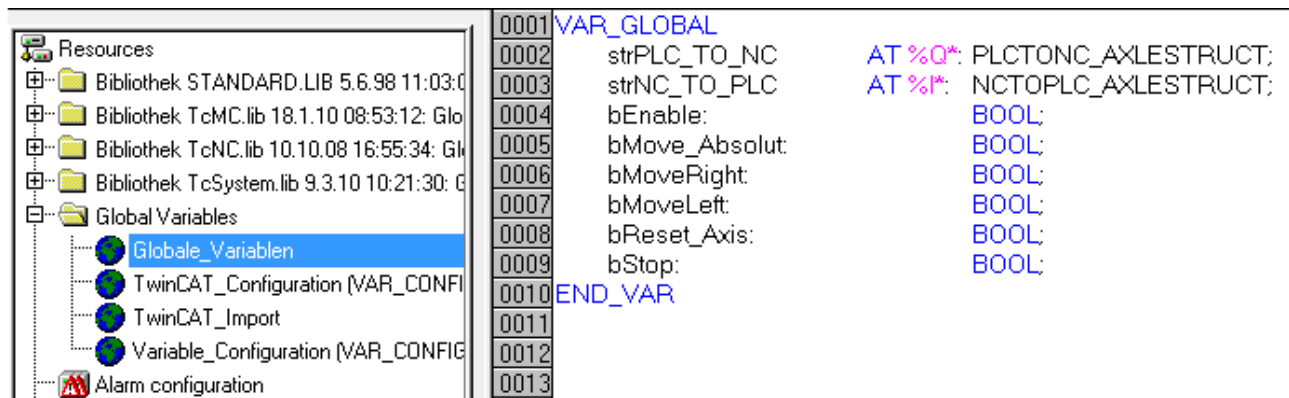 Resources
Bibliothek STANDARD.LIB 5.6.98 11:03:0
Bibliothek TcMC.lib 18.1.10 08:53:12: Glo
Bibliothek TcNC.lib 10.10.08 16:55:34: Gl
Bibliothek TcSystem.lib 9.3.10 10:21:30: G
Global Variables
Globale_Variablen
TwinCAT_Configuration (VAR_CONFI
TwinCAT_Import
Variable_Configuration (VAR_CONFIG
Alarm configuration
0001 VAR_GLOBAL
0002 strPLC_TO_NC AT %Q*: PLCTONC_AXLESTRUCT;
0003 strNC_TO_PLC AT %I*: NCTOPLC_AXLESTRUCT;
0004 bEnable: BOOL;
0005 bMove_Absolut: BOOL;
0006 bMoveRight: BOOL;
0007 bMoveLeft: BOOL;
0008 bReset_Axis: BOOL;
0009 bStop: BOOL;
0010 END_VAR
0011
0012
0013